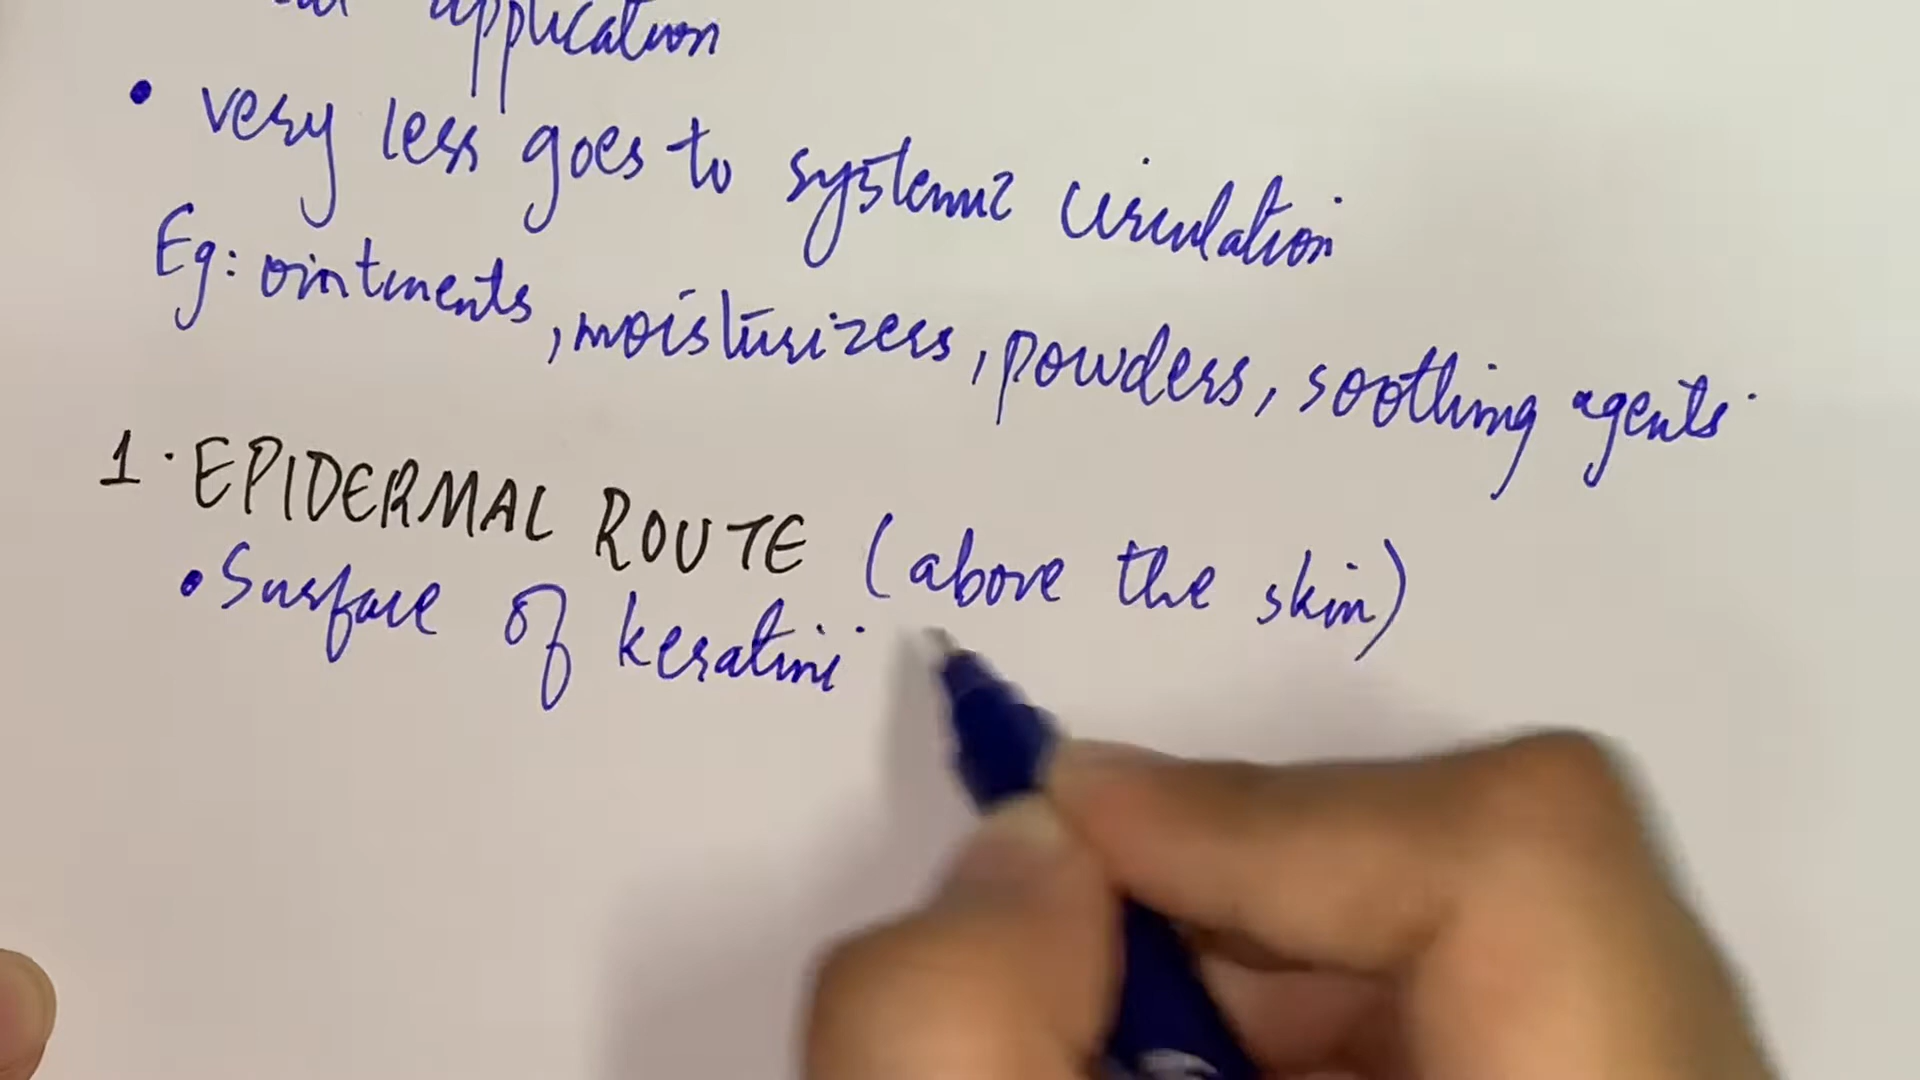 application
• very less goes to systemic circulation
Eg: ointments, moisturizers, powders, soothing agents
1. EPIDERMAL ROUTE (above the skin)
• Surface of keratini